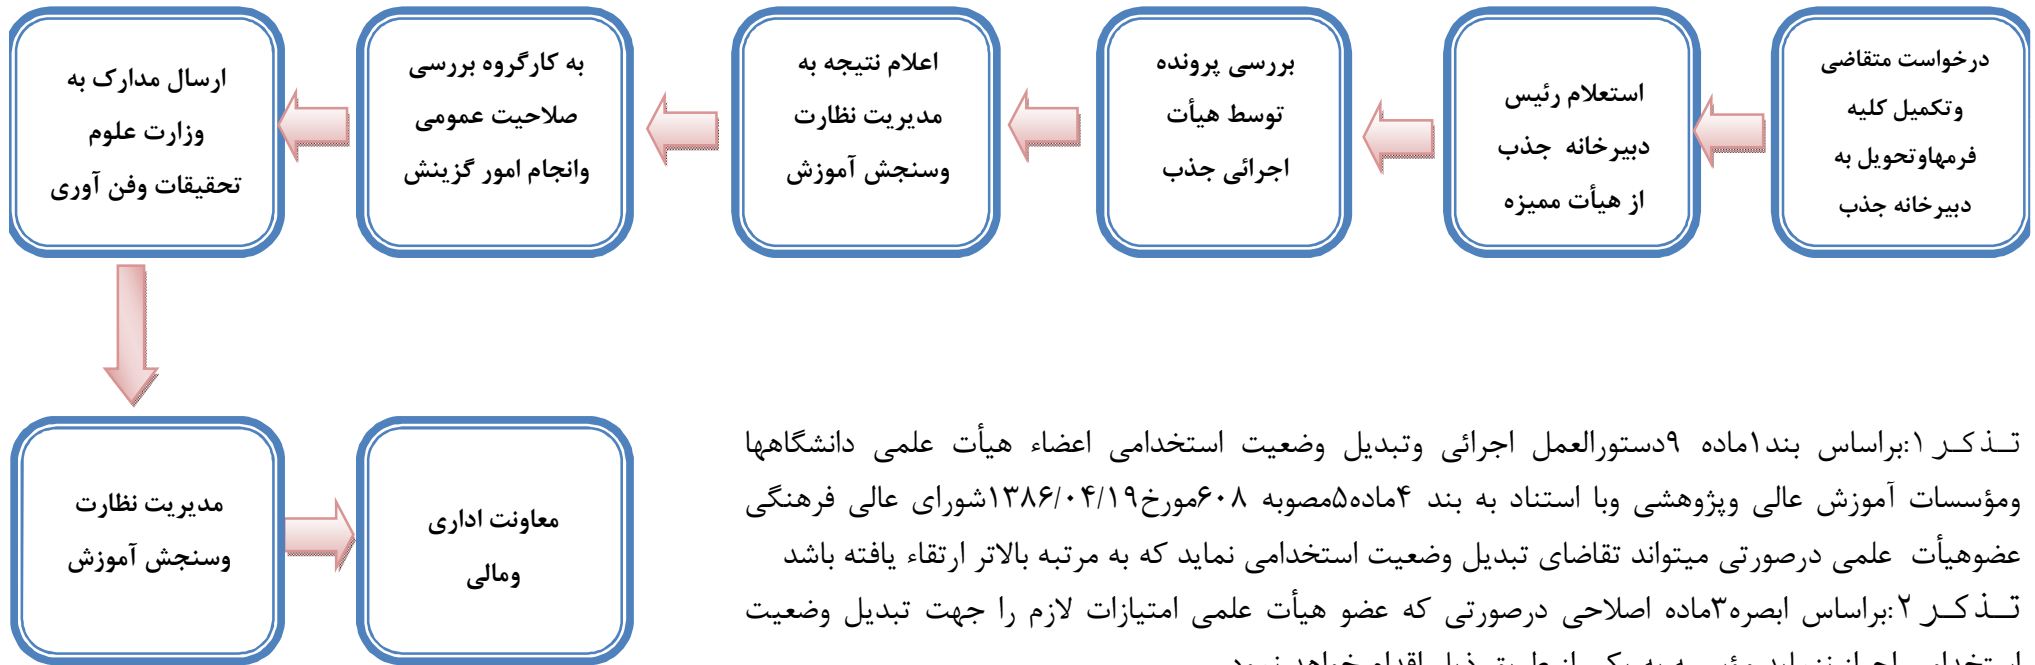 درخواست متقاضی
وتکمیل کلیه
فرمهاوتحویل به
دبیرخانه جذب
استعلام رئیس
دبیرخانه جذب
از هیأت ممیزه
بررسی پرونده
توسط هیأت
اجرائی جذب
اعلام نتیجه به
مدیریت نظارت
وسنجش آموزش
به کارگروه بررسی
صلاحیت عمومی
وانجام امور گزینش
ارسال مدارک به
وزارت علوم
تحقیقات وفن آوری
مدیریت نظارت
وسنجش آموزش
معاونت اداری
ومالی
تـذکـر ۱:براساس بند۱ماده ۹دستورالعمل اجرائی وتبدیل وضعیت استخدامی اعضاء هیأت علمی دانشگاهها
ومؤسسات آموزش عالی وپژوهشی وبا استناد به بند ۴ماده۵مصوبه ۶۰۸مورخ۱۳۸۶/۰۴/۱۹شورای عالی فرهنگی
عضوهیأت علمی درصورتی میتواند تقاضای تبدیل وضعیت استخدامی نماید که به مرتبه بالاتر ارتقاء یافته باشد
تـذکـر ۲:براساس ابصره۳ماده اصلاحی درصورتی که عضو هیأت علمی امتیازات لازم را جهت تبدیل وضعیت